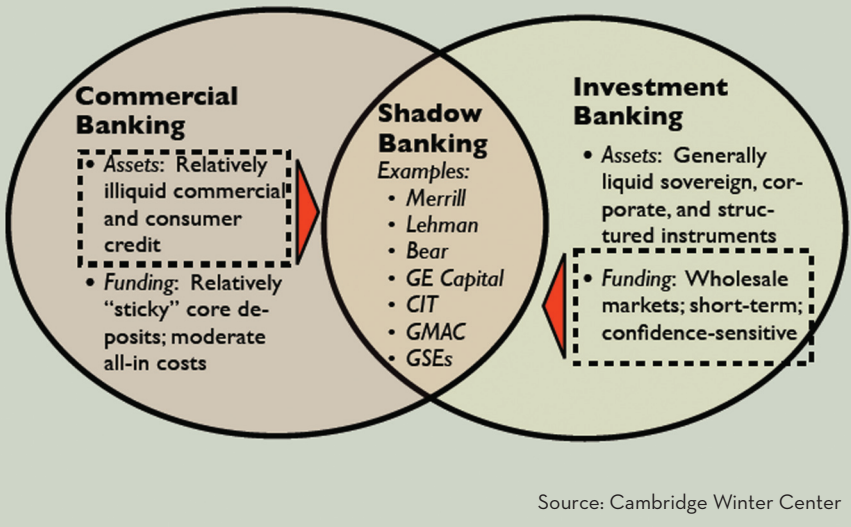 Commercial
Banking
• Assets: Relatively
illiquid commercial
and consumer
credit
• Funding: Relatively
“sticky” core de-
posits; moderate
all-in costs
Shadow
Banking
Examples:
• Merrill
• Lehman
• Bear
• GE Capital
• CIT
• GMAC
• GSEs
Investment
Banking
• Assets: Generally
liquid sovereign, cor-
porate, and struc-
tured instruments
• Funding: Wholesale
markets; short-term;
confidence-sensitive
Source: Cambridge Winter Center